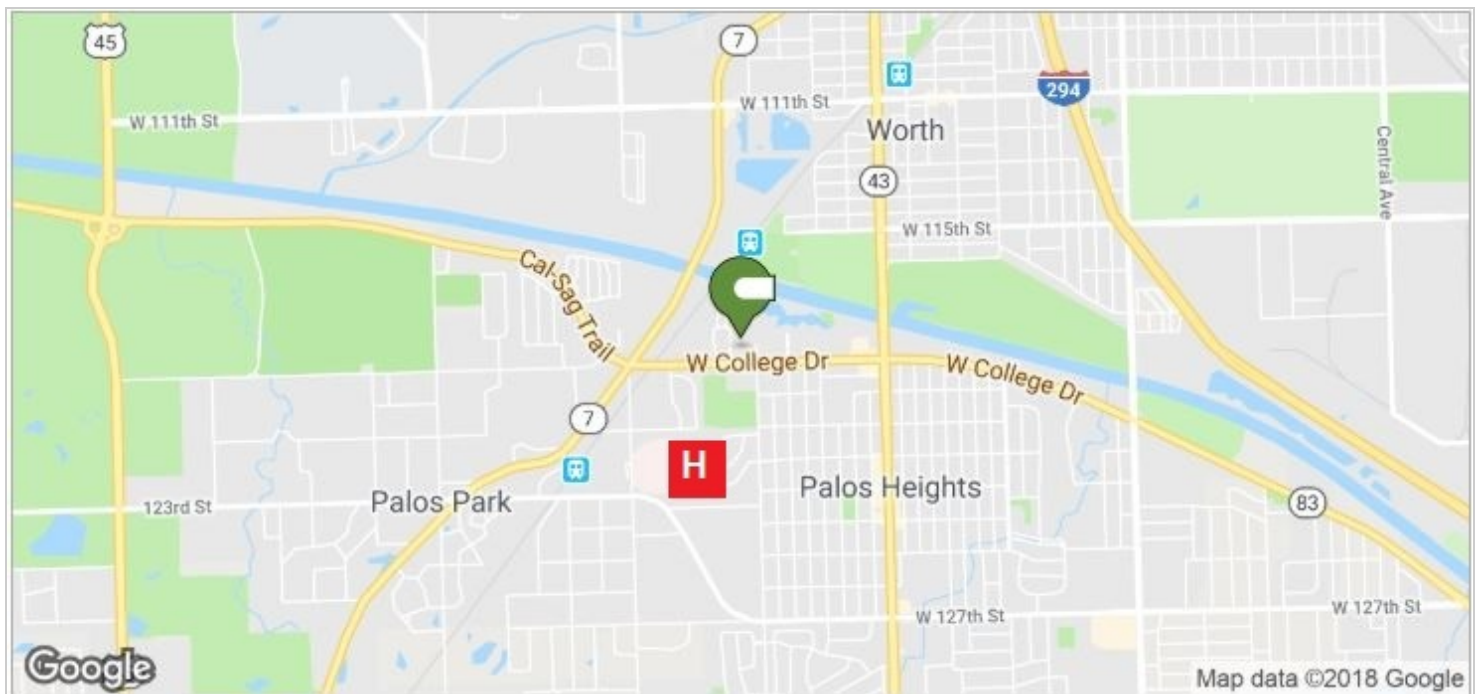 45
7
W 111th St
W 111th St
294
Worth
Central Ave
43
W 115th St
Cal-Sag Trail
W College Dr
W College Dr
7
H
Palos Park
Palos Heights
123rd St
83
W 127th St
W 127th St
Google
Map data ©2018 Google